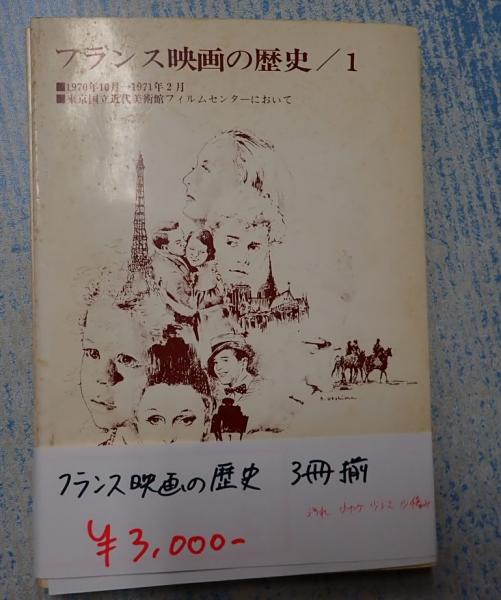 フランス映画の歴史/1
■1970年10月→1971年2月
■東京国立近代美術館フィルムセンターにおいて
フランス映画の歴史 3冊揃
¥3,000-